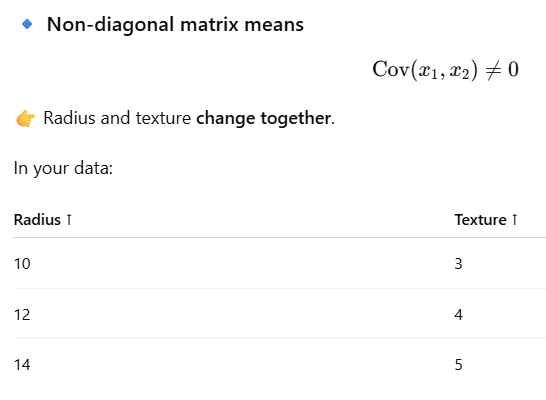 🔹 Non-diagonal matrix means
Cov(x₁, x₂) ≠ 0
👉 Radius and texture change together.
In your data:
Radius ↑ Texture ↑
10 3
12 4
14 5